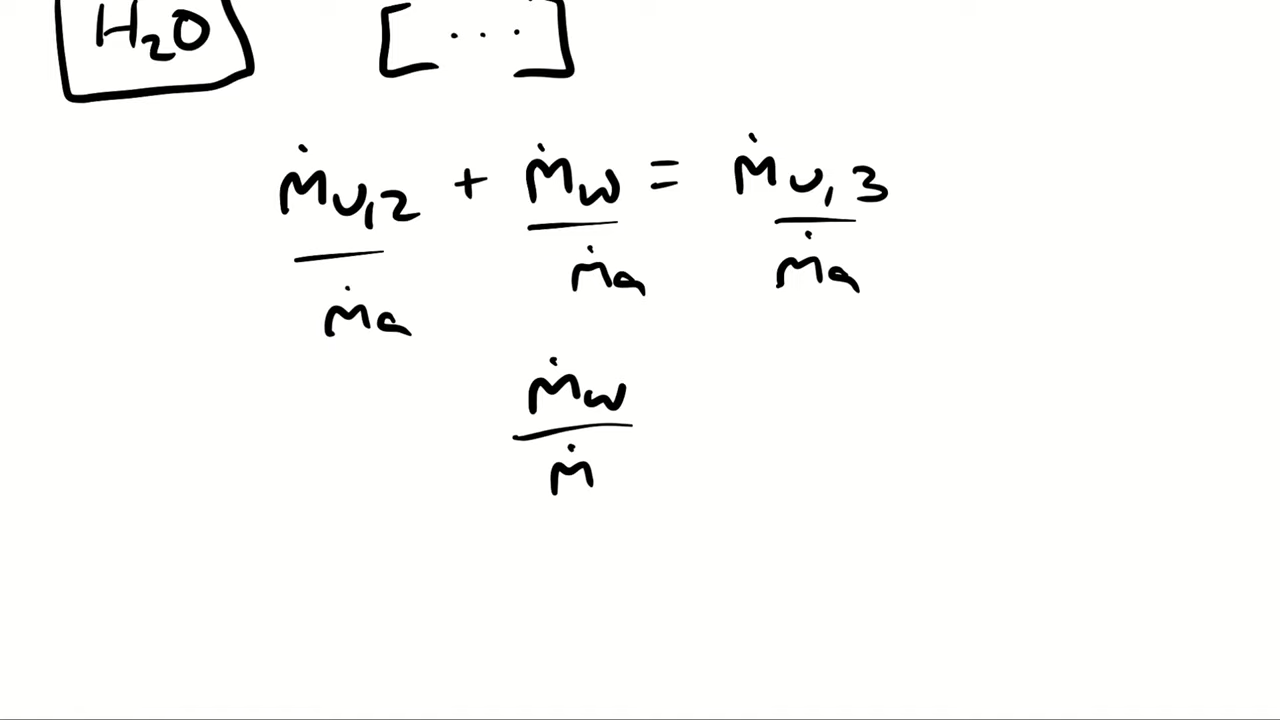 H₂O [...]
ṁᵥ,₂ + ṁw = ṁᵥ,₃
ṁa ṁa ṁa
ṁw
ṁ